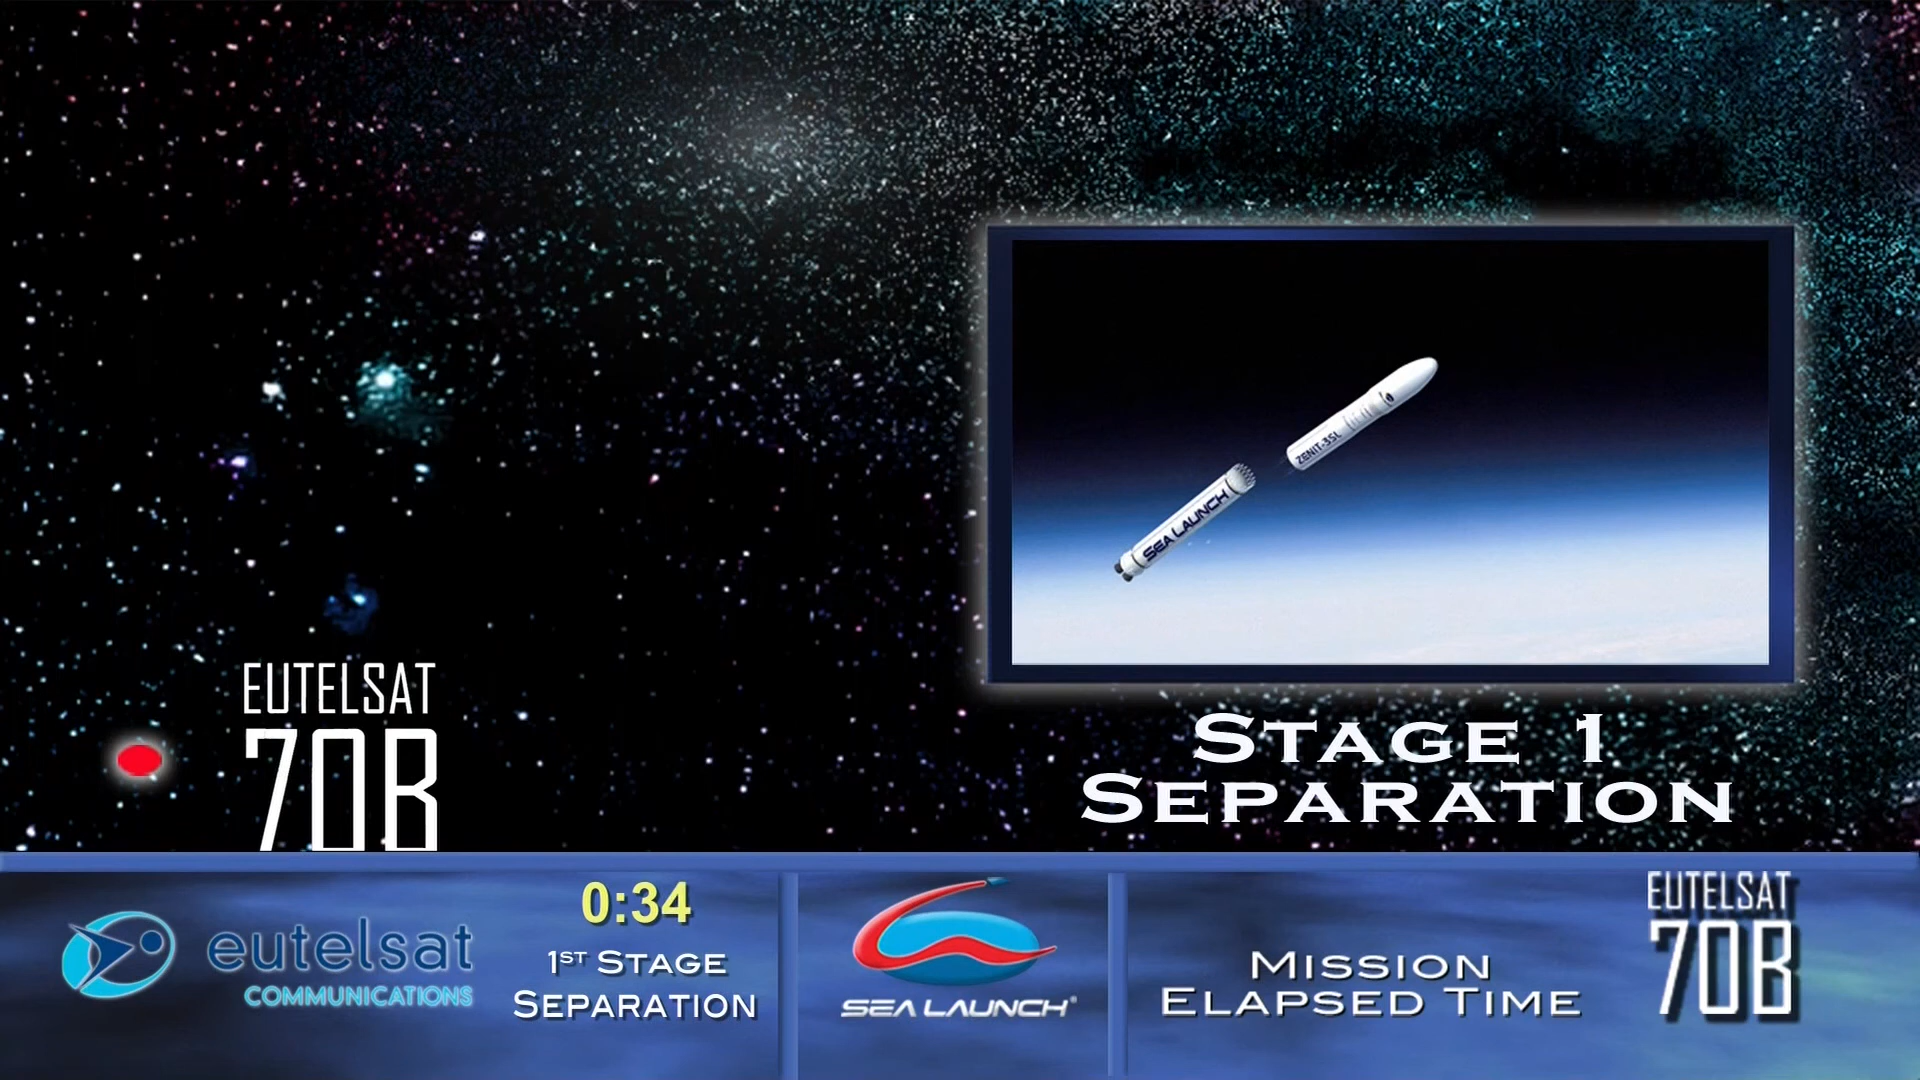 ZENIT-3SL
SEA LAUNCH
EUTELSAT
70B
STAGE 1
SEPARATION
eutelsat
COMMUNICATIONS
0:34
1ST STAGE
SEPARATION
SEA LAUNCH®
MISSION
ELAPSED TIME
EUTELSAT
70B